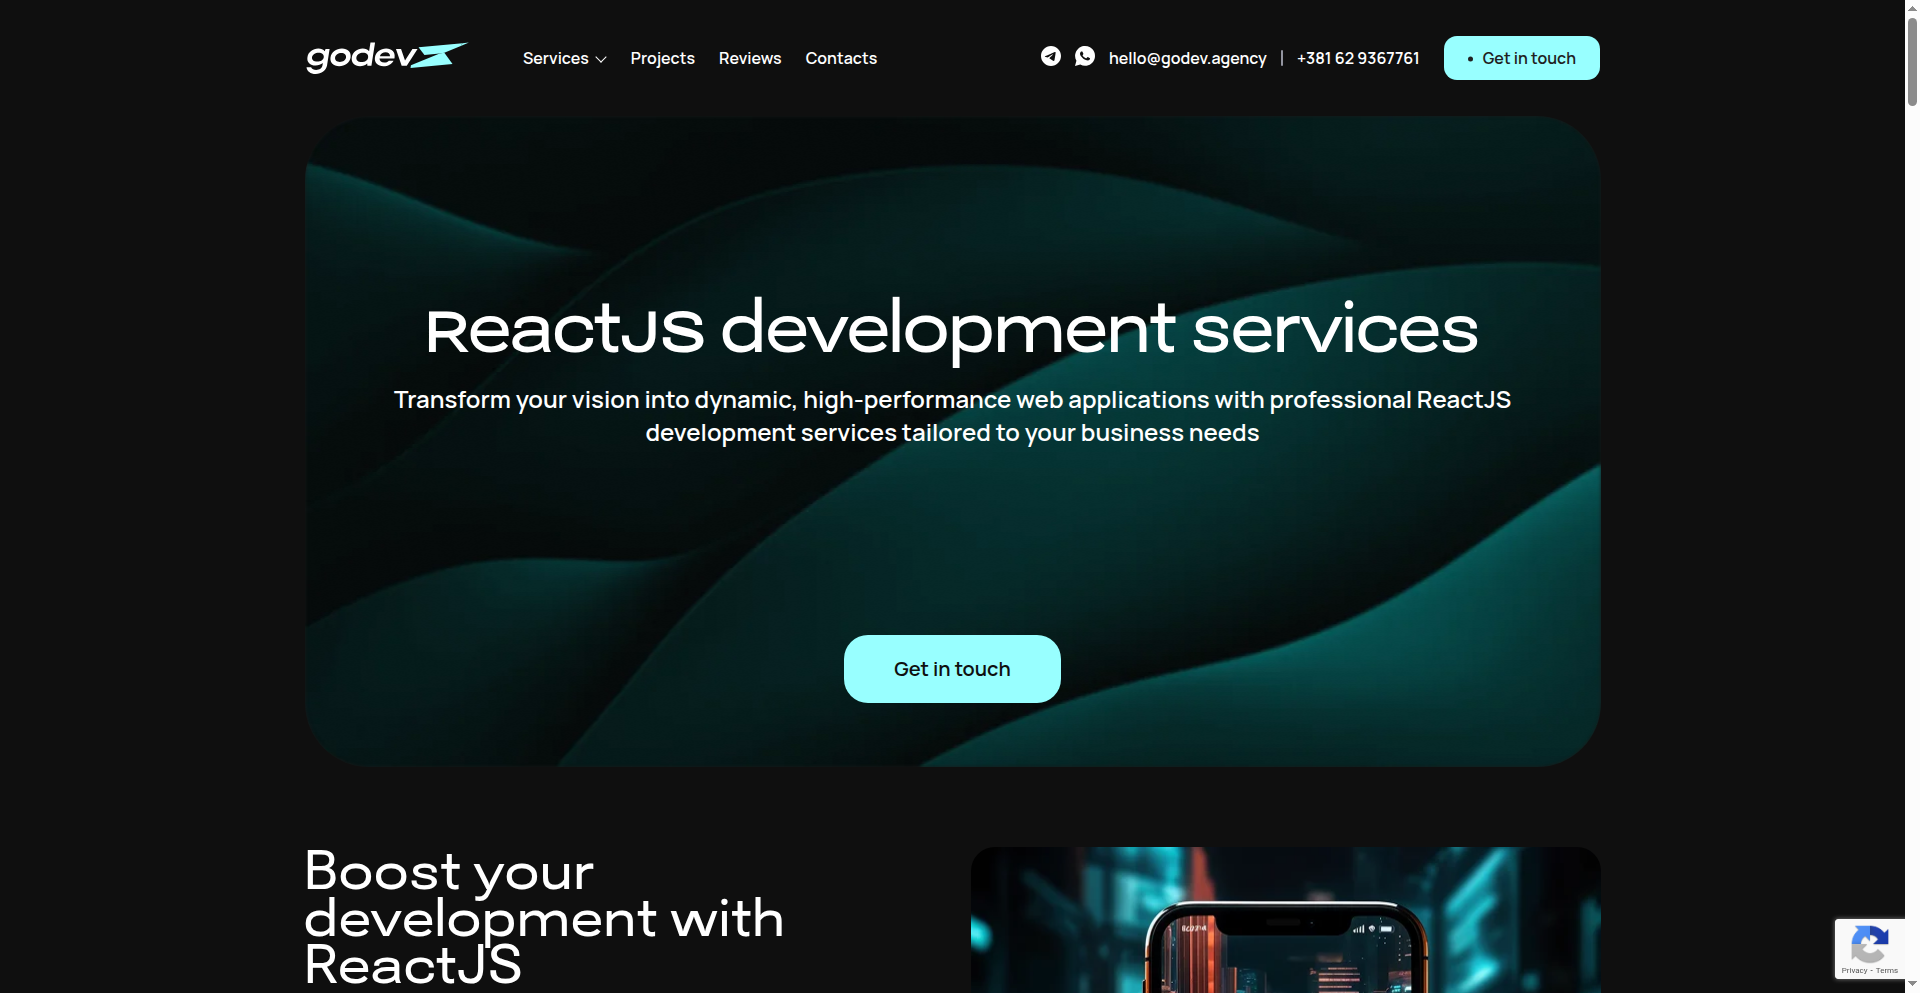 godev
Services
Projects
Reviews
Contacts
hello@godev.agency | +381 62 9367761
Get in touch
ReactJS development services
Transform your vision into dynamic, high-performance web applications with professional ReactJS
development services tailored to your business needs
Get in touch
Boost your
development with
ReactJS
Privacy - Terms